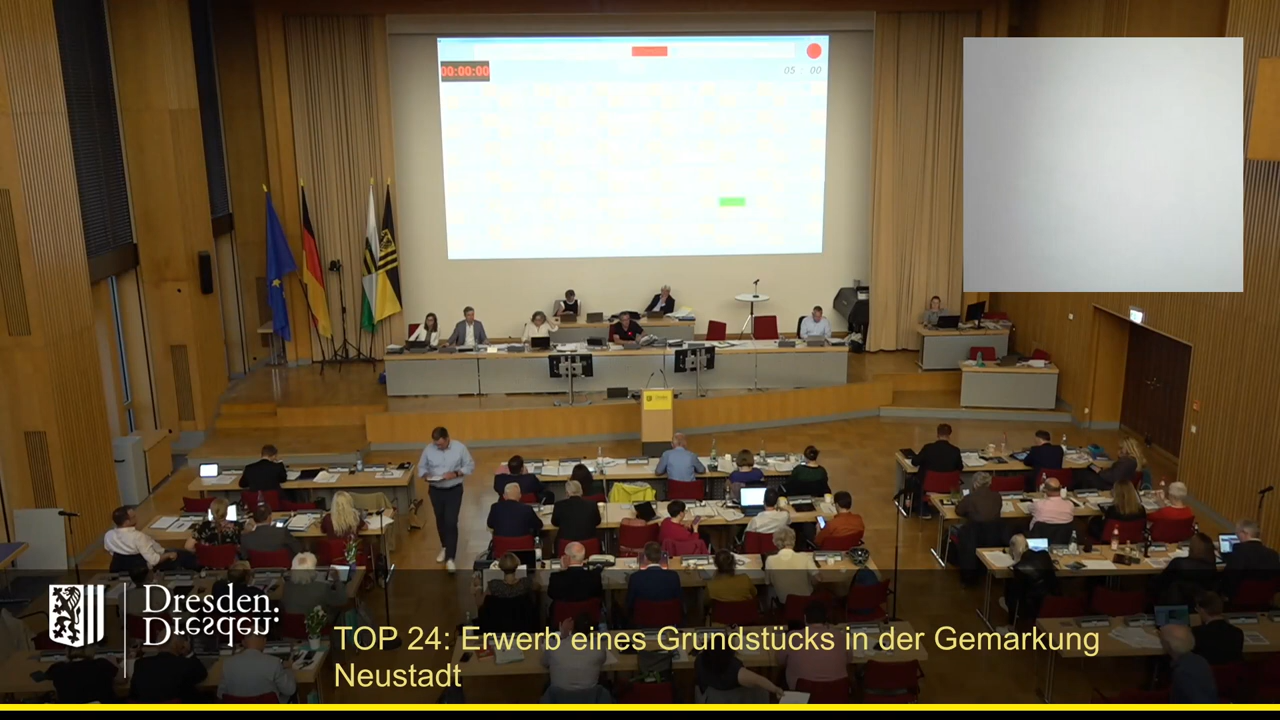 00:00:00
05 : 00
Dresden.
Dresden.
TOP 24: Erwerb eines Grundstücks in der Gemarkung
Neustadt